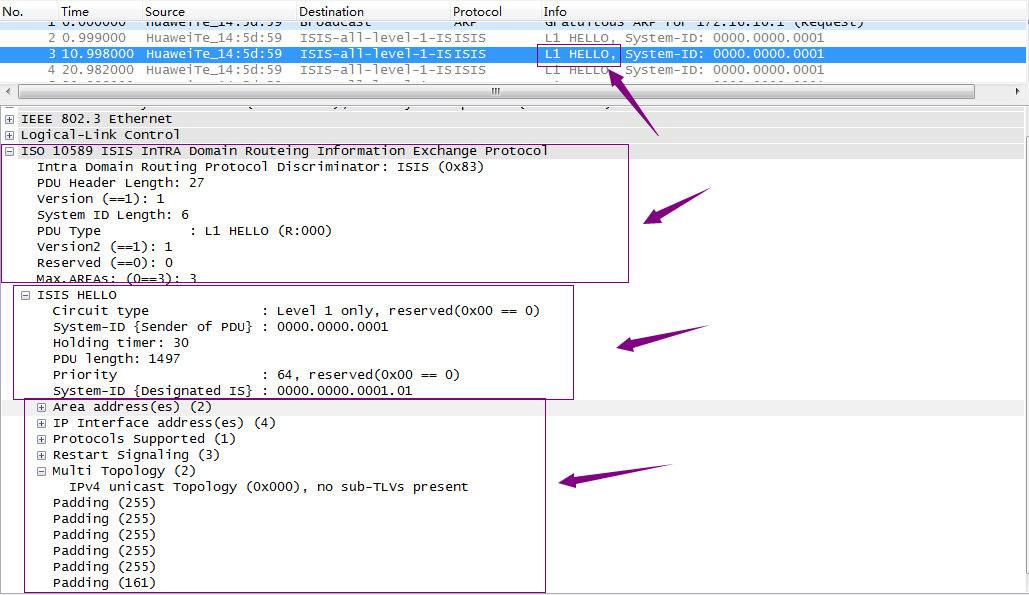 No. Time Source Destination Protocol Info
1 0.000000 HuaweiTe_14:5d:59 Broadcast ARP Gratuitous ARP for 172.16.10.1 (Request)
2 0.999000 HuaweiTe_14:5d:59 ISIS-all-level-1-IS ISIS L1 HELLO, System-ID: 0000.0000.0001
3 10.998000 HuaweiTe_14:5d:59 ISIS-all-level-1-IS ISIS L1 HELLO, System-ID: 0000.0000.0001
4 20.982000 HuaweiTe_14:5d:59 ISIS-all-level-1-IS ISIS L1 HELLO, System-ID: 0000.0000.0001
IEEE 802.3 Ethernet
Logical-Link Control
ISO 10589 ISIS InTRA Domain Routeing Information Exchange Protocol
Intra Domain Routing Protocol Discriminator: ISIS (0x83)
PDU Header Length: 27
Version (==1): 1
System ID Length: 6
PDU Type : L1 HELLO (R:000)
Version2 (==1): 1
Reserved (==0): 0
Max.AREAs: (0==3): 3
ISIS HELLO
Circuit type : Level 1 only, reserved(0x00 == 0)
System-ID {Sender of PDU} : 0000.0000.0001
Holding timer: 30
PDU length: 1497
Priority : 64, reserved(0x00 == 0)
System-ID {Designated IS} : 0000.0000.0001.01
Area address(es) (2)
IP Interface address(es) (4)
Protocols Supported (1)
Restart Signaling (3)
Multi Topology (2)
IPv4 unicast Topology (0x000), no sub-TLVs present
Padding (255)
Padding (255)
Padding (255)
Padding (255)
Padding (255)
Padding (161)